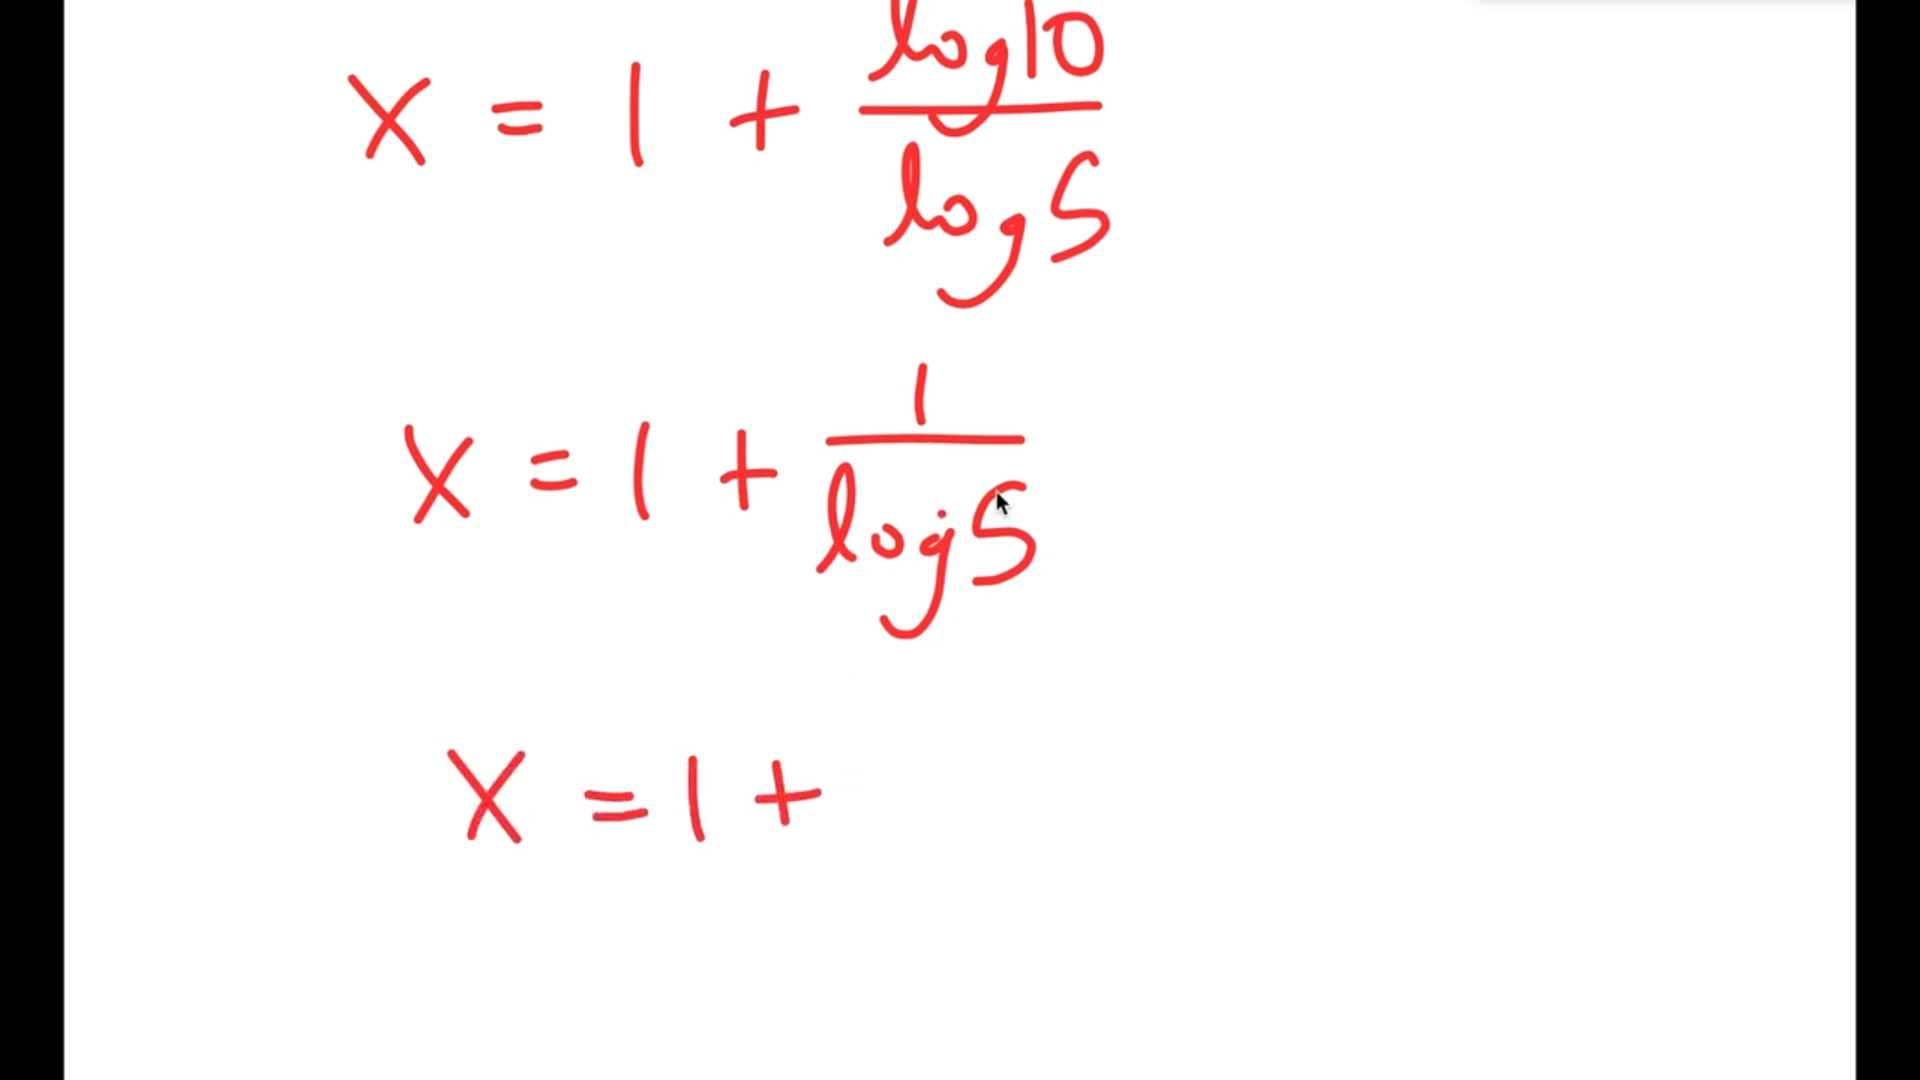 x = 1 + log10 / log5
x = 1 + 1 / log5
x = 1 +